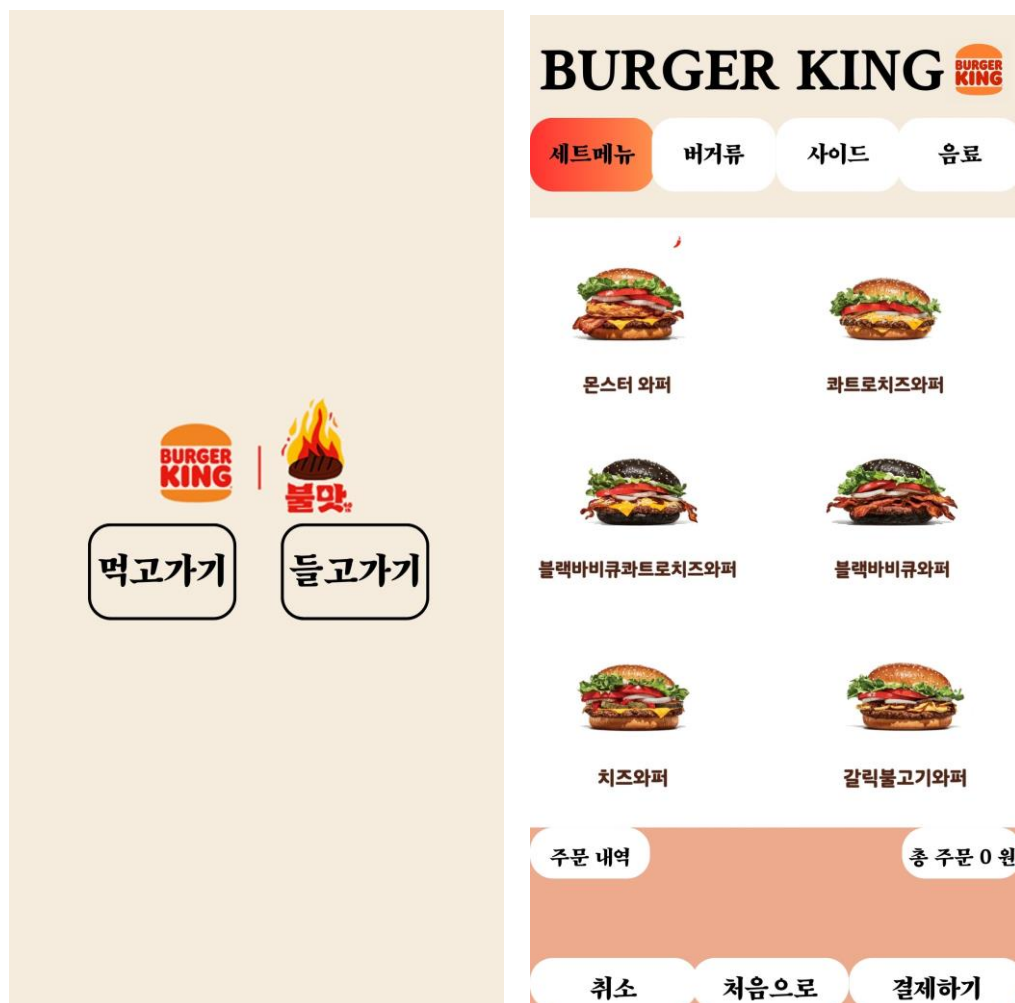 BURGER
KING
불맛
먹고가기
들고가기
BURGER KING
BURGER
KING
세트메뉴
버거류
사이드
음료
몬스터 와퍼
콰트로치즈와퍼
블랙바비큐콰트로치즈와퍼
블랙바비큐와퍼
치즈와퍼
갈릭불고기와퍼
주문 내역
총 주문 0 원
취소
처음으로
결제하기